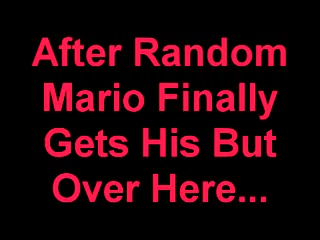 After Random
Mario Finally
Gets His But
Over Here...